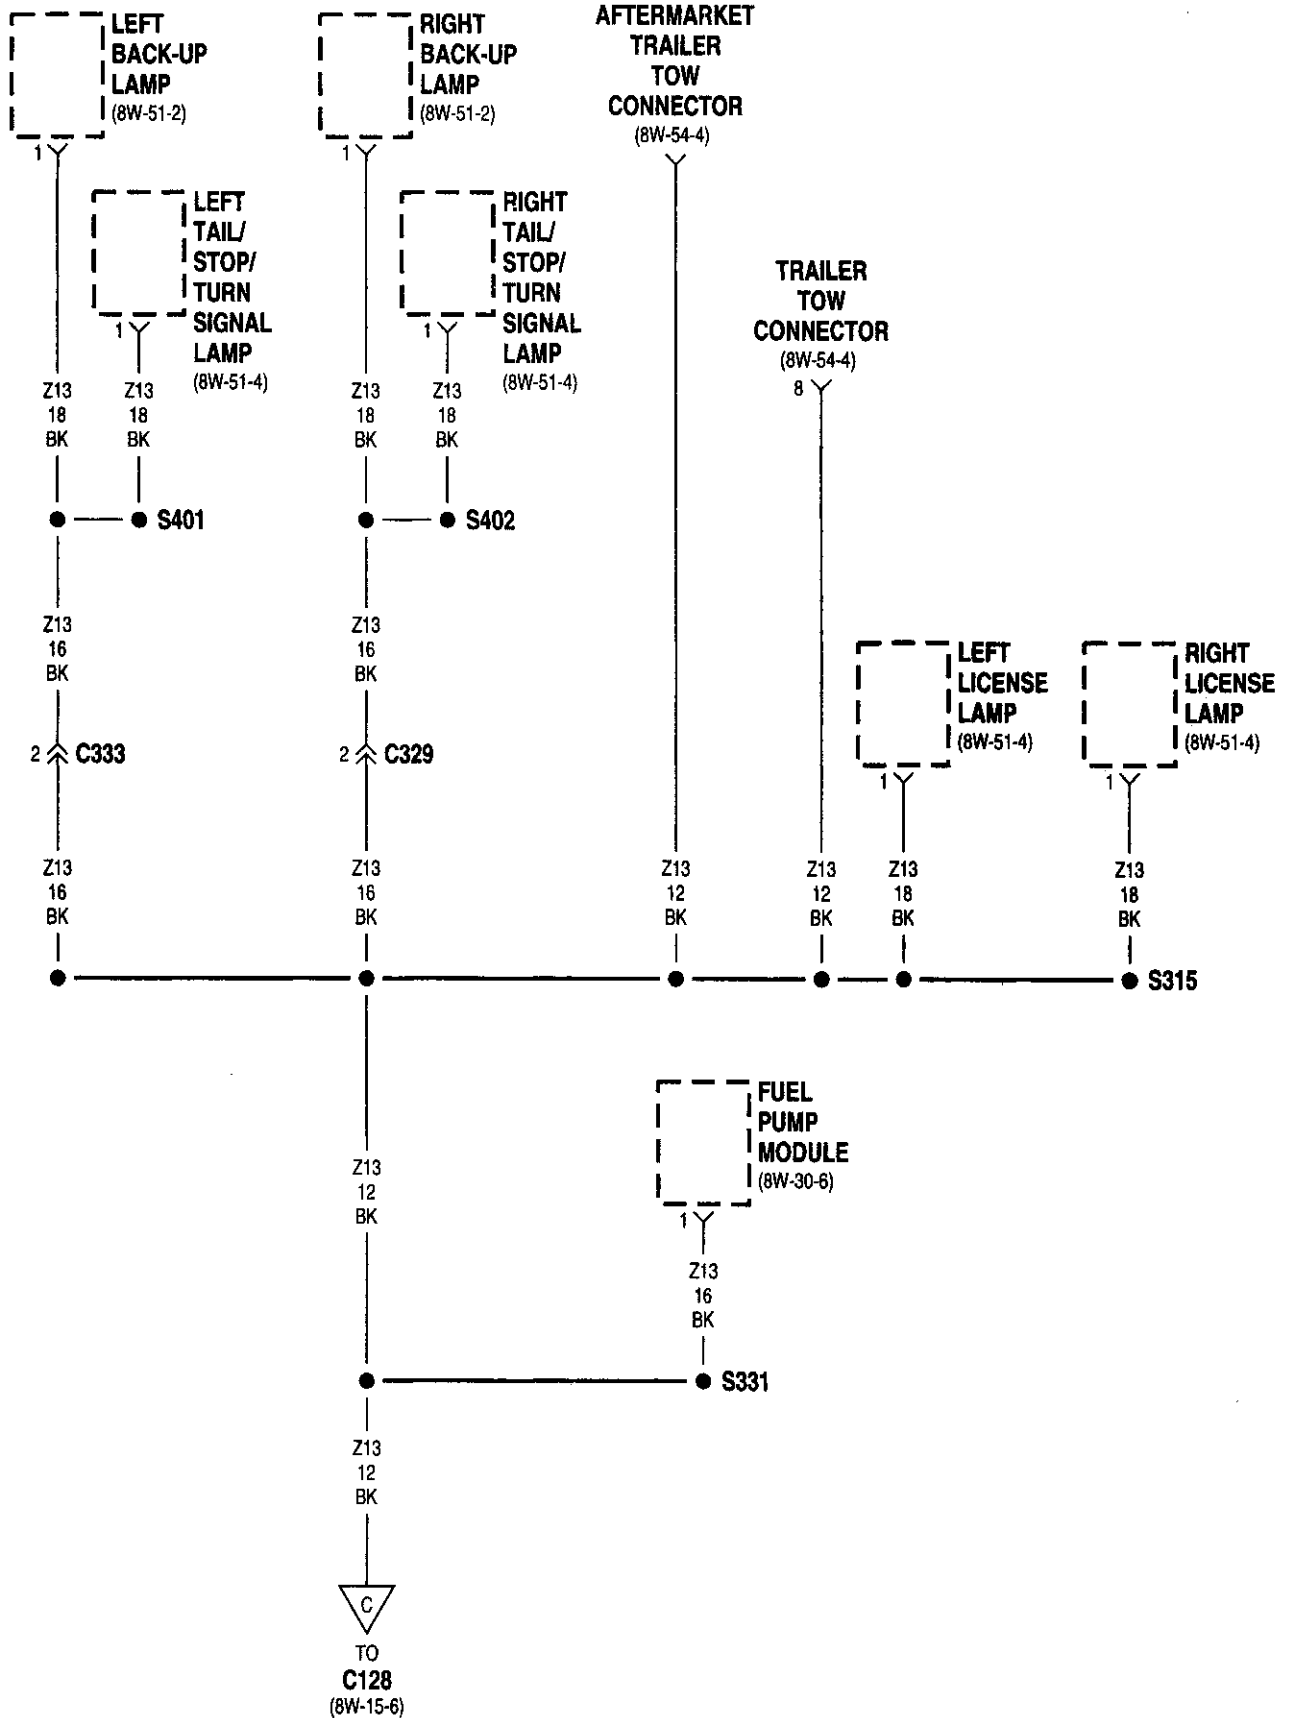 LEFT
BACK-UP
LAMP
(8W-51-2)
1
RIGHT
BACK-UP
LAMP
(8W-51-2)
1
AFTERMARKET
TRAILER
TOW
CONNECTOR
(8W-54-4)
LEFT
TAIL/
STOP/
TURN
SIGNAL
LAMP
(8W-51-4)
1
RIGHT
TAIL/
STOP/
TURN
SIGNAL
LAMP
(8W-51-4)
1
TRAILER
TOW
CONNECTOR
(8W-54-4)
8
Z13 Z13 Z13 Z13
18 18 18 18
BK BK BK BK
S401 S402
Z13 Z13
16 16
BK BK
LEFT
LICENSE
LAMP
(8W-51-4)
1
RIGHT
LICENSE
LAMP
(8W-51-4)
1
2 C333 2 C329
Z13 Z13 Z13 Z13 Z13 Z13
16 16 12 12 18 18
BK BK BK BK BK BK
S315
FUEL
PUMP
MODULE
(8W-30-6)
1
Z13
12
BK
Z13
16
BK
S331
Z13
12
BK
C
TO
C128
(8W-15-6)